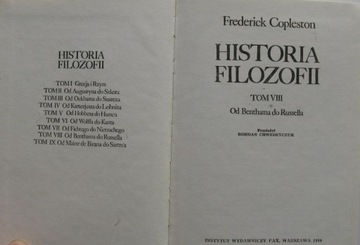 HISTORIA
FILOZOFII
TOM I Grecja i Rzym
TOM II Od Augustyna do Szkota
TOM III Od Ockhama do Suareza
TOM IV Od Kartezjusza do Leibniza
TOM V Od Hobbesa do Hume'a
TOM VI Od Wolffa do Kanta
TOM VII Od Fichtego do Nietzschego
TOM VIII Od Benthama do Russella
TOM IX Od Maine de Birana do Sartre'a
Frederick Copleston
HISTORIA
FILOZOFII
TOM VIII
Od Benthama do Russella
Przełożył
BOHDAN CHWEDEŃCZUK
INSTYTUT WYDAWNICZY PAX, WARSZAWA